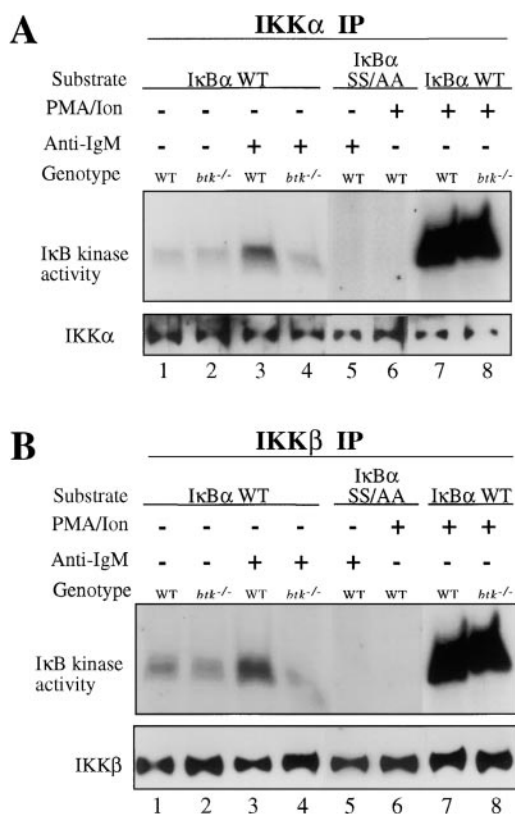 A
IKKα IP
IκBα
SS/AA
Substrate IκBα WT IκBα WT
PMA/Ion - - - - - + + +
Anti-IgM - - + + + - - -
Genotype WT btk-/- WT btk-/- WT WT WT btk-/-
IκB kinase
activity
IKKα
1 2 3 4 5 6 7 8
B
IKKβ IP
IκBα
SS/AA
Substrate IκBα WT IκBα WT
PMA/Ion - - - - - + + +
Anti-IgM - - + + + - - -
Genotype WT btk-/- WT btk-/- WT WT WT btk-/-
IκB kinase
activity
IKKβ
1 2 3 4 5 6 7 8